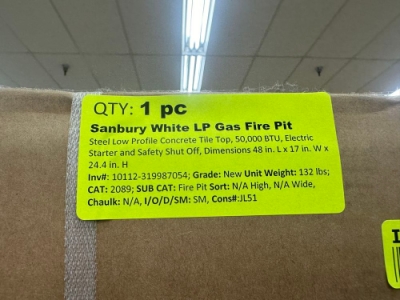 QTY: 1 pc
Sanbury White LP Gas Fire Pit
Steel Low Profile Concrete Tile Top, 50,000 BTU, Electric
Starter and Safety Shut Off, Dimensions 48 in. L x 17 in. W x
24.4 in. H
Inv#: 10112-319987054; Grade: New Unit Weight: 132 lbs;
CAT: 2089; SUB CAT: Fire Pit Sort: N/A High, N/A Wide,
Chaulk: N/A, I/O/D/SM: SM, Cons#:JL51